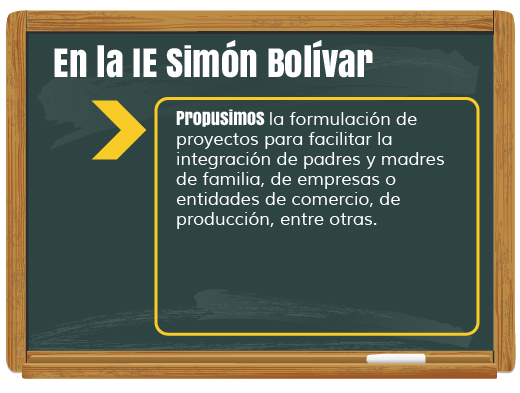 En la IE Simón Bolívar
Propusimos la formulación de
proyectos para facilitar la
integración de padres y madres
de familia, de empresas o
entidades de comercio, de
producción, entre otras.